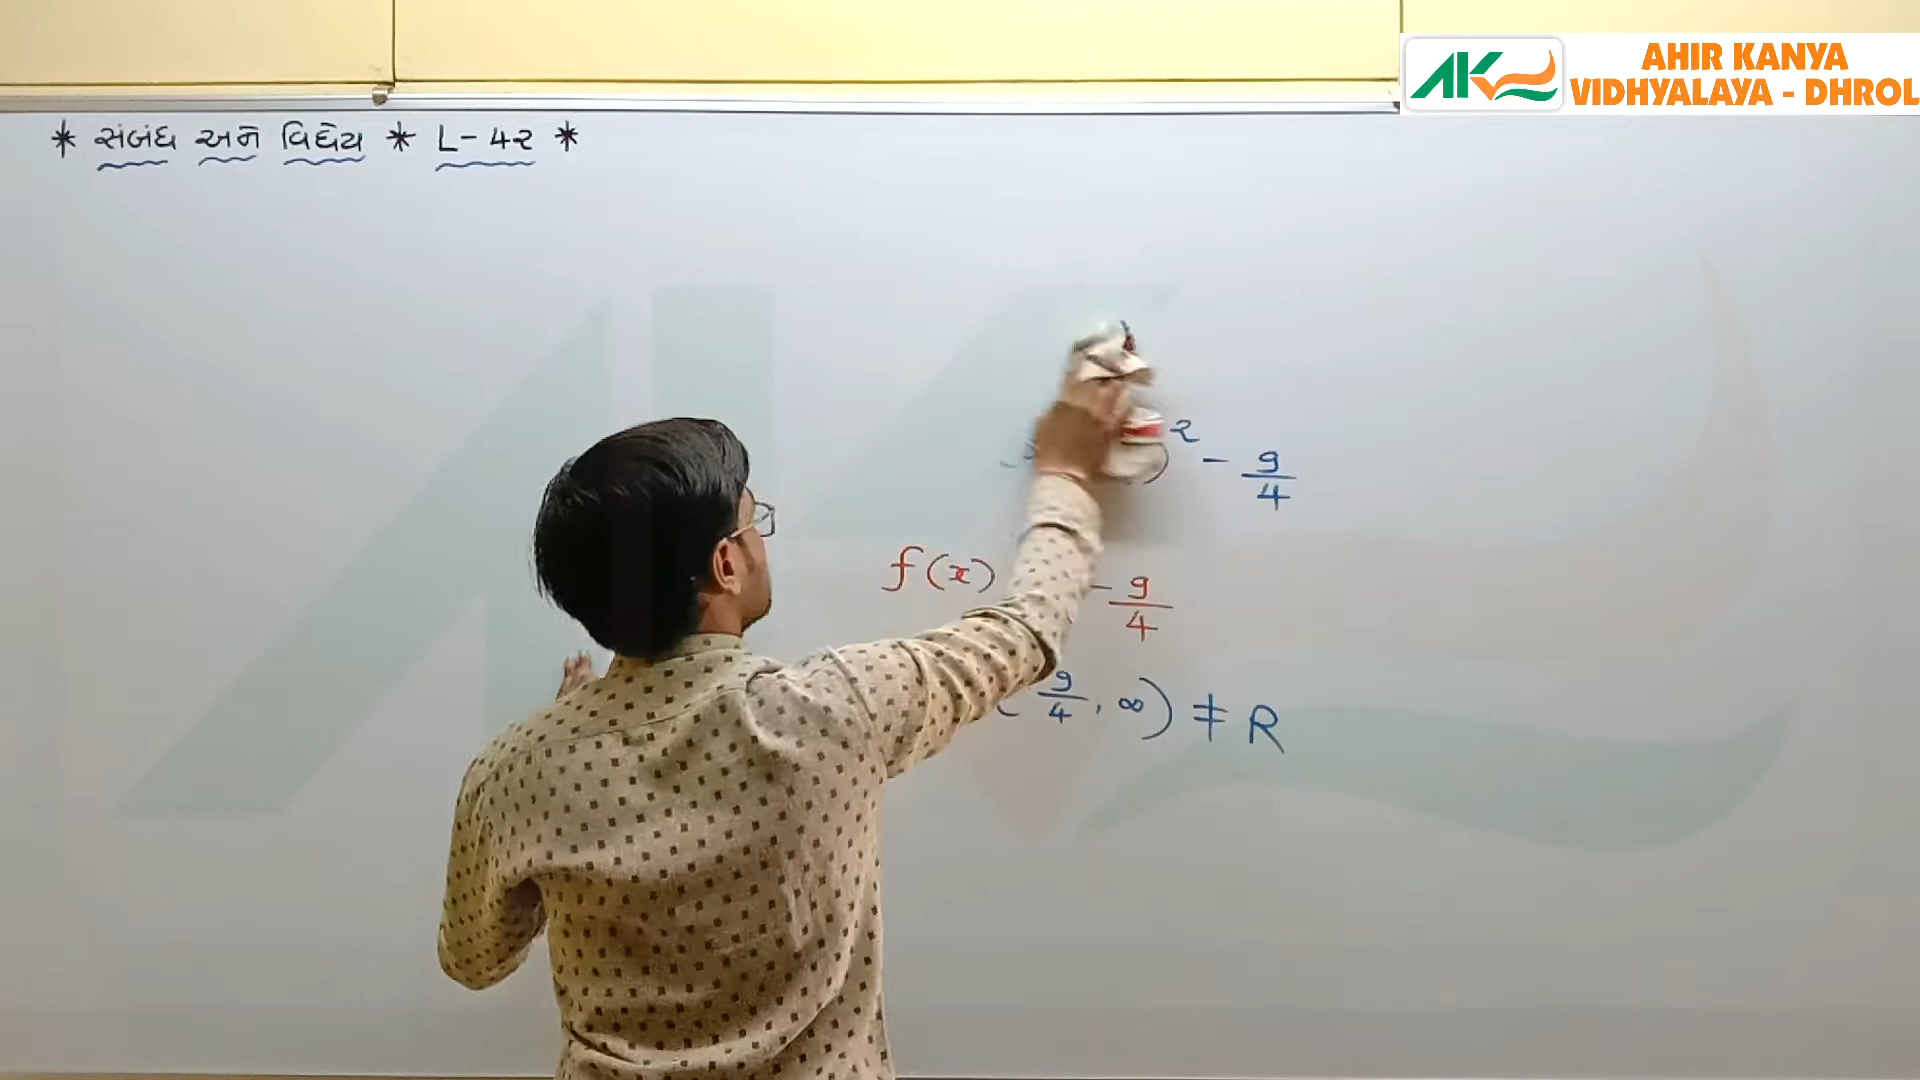 AHIR KANYA
VIDHYALAYA - DHROL
* સંબંધ અને વિધેય * L - 42 *
)² - 9/4
f(x) - 9/4
9/4, ∞) ≠ R